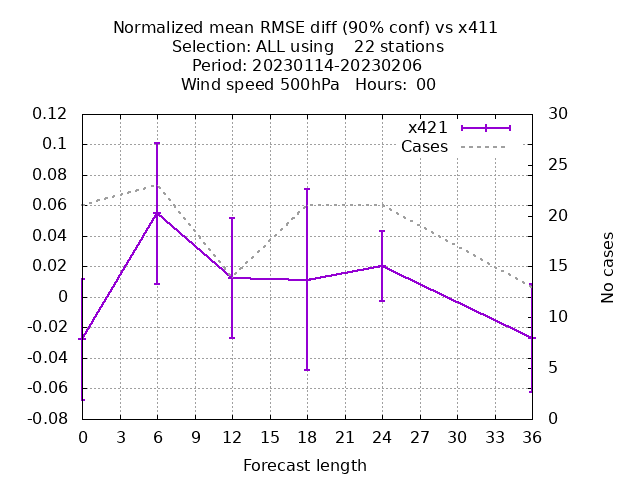 Normalized mean RMSE diff (90% conf) vs x411
Selection: ALL using    22 stations
Period: 20230114-20230206
Wind speed 500hPa   Hours:  00
0.12
0.1
0.08
0.06
0.04
0.02
0
-0.02
-0.04
-0.06
-0.08
x421
Cases
30
25
20
15
10
5
0
No cases
0 3 6 9 12 15 18 21 24 27 30 33 36
Forecast length